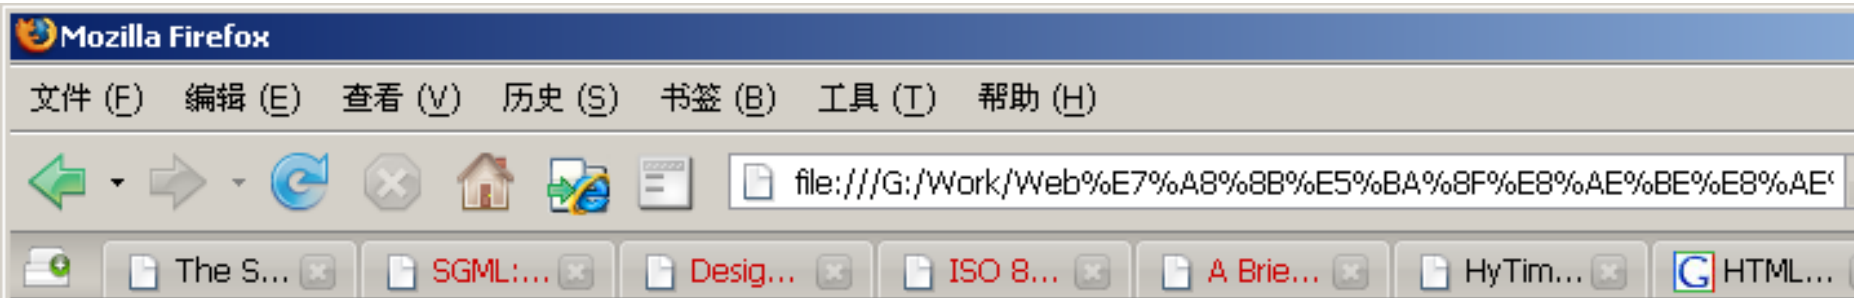 Mozilla Firefox
文件 (F) 编辑 (E) 查看 (V) 历史 (S) 书签 (B) 工具 (T) 帮助 (H)
file:///G:/Work/Web%E7%A8%8B%E5%BA%8F%E8%AE%BE%E8%AE%
The S... SGML:... Desig... ISO 8... A Brie... HyTim... HTML...